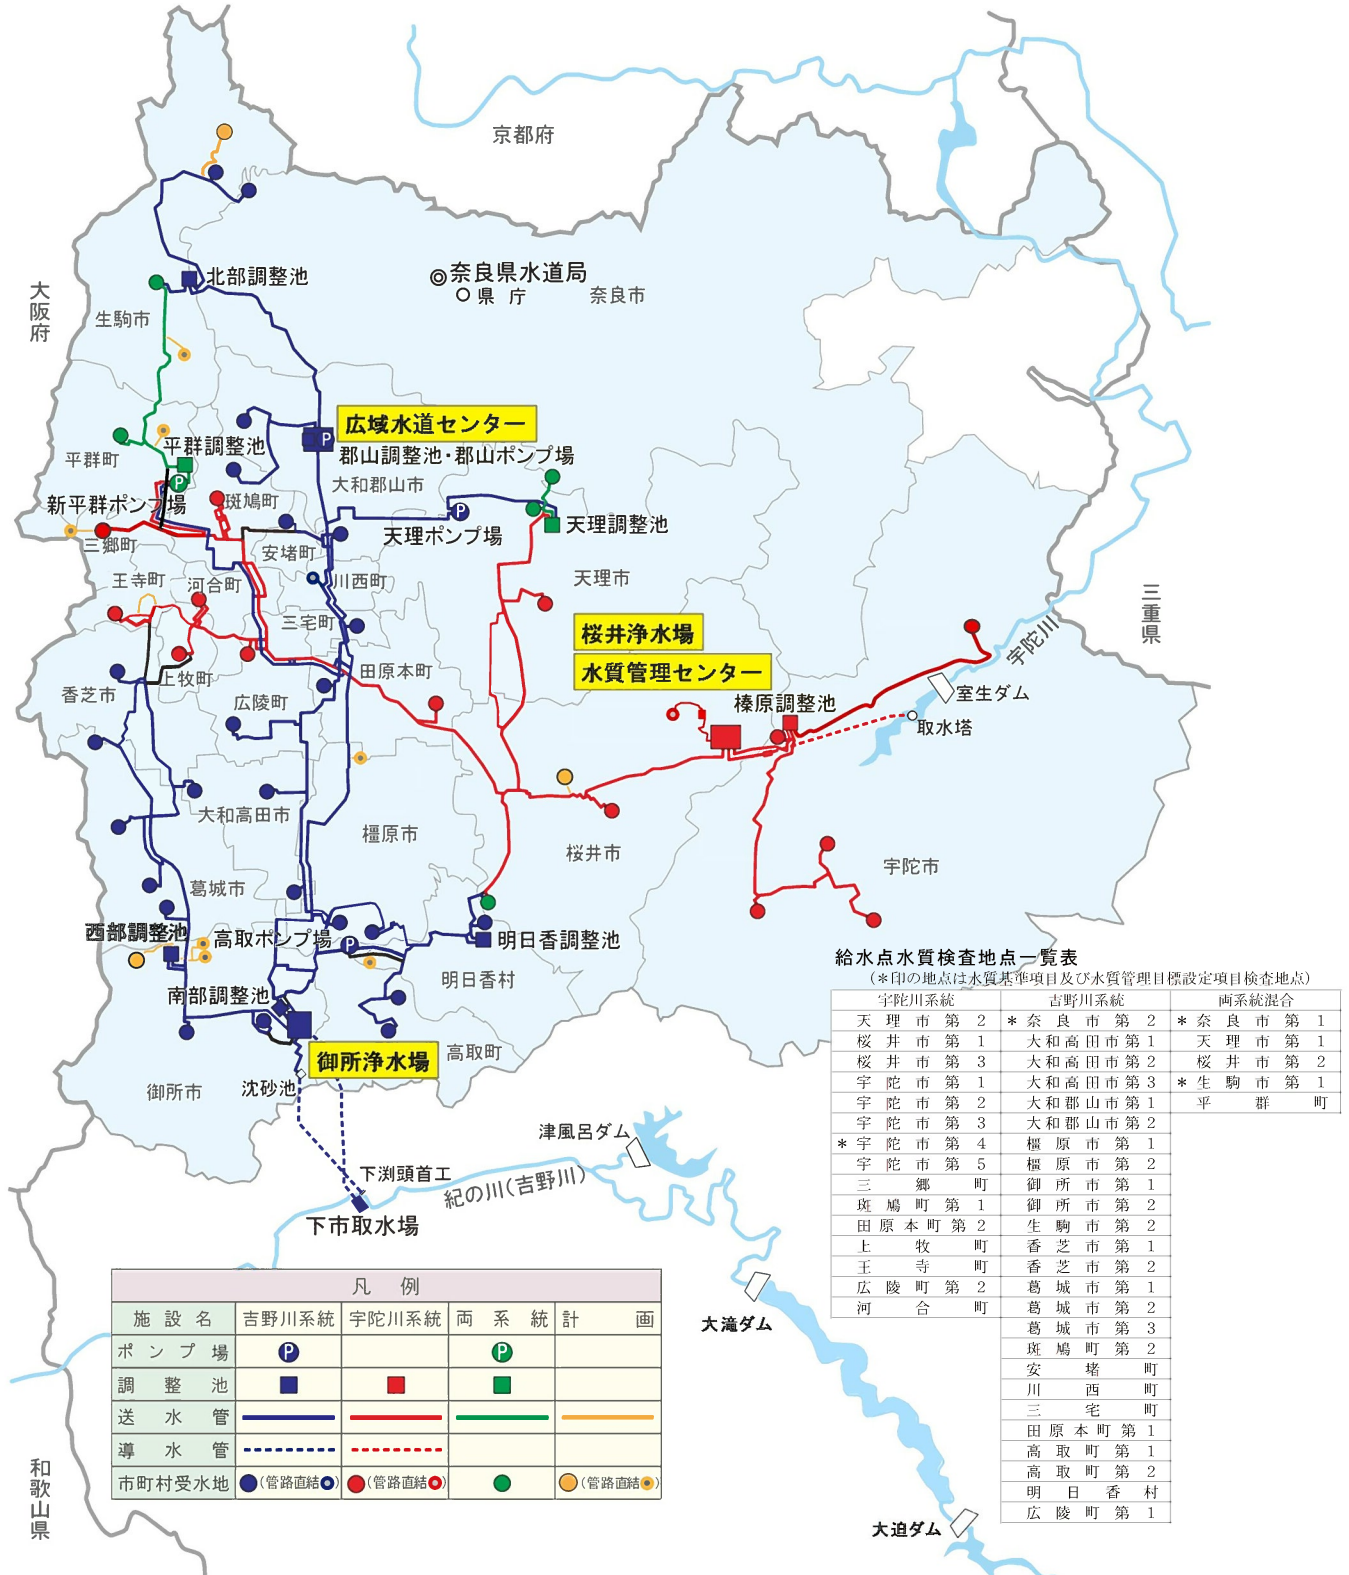 京都府
大阪府
◎奈良県水道局
○県庁
奈良市
北部調整池
生駒市
広域水道センター
郡山調整池・郡山ポンプ場
大和郡山市
平群調整池
平群町
新平群ポンプ場
斑鳩町
天理ポンプ場
天理調整池
三郷町
安堵町
王寺町
河合町
川西町
天理市
三重県
三宅町
桜井浄水場
水質管理センター
宇陀川
田原本町
上牧町
香芝市
広陵町
榛原調整池
室生ダム
取水塔
大和高田市
橿原市
桜井市
宇陀市
葛城市
西部調整池
高取ポンプ場
明日香調整池
明日香村
南部調整池
御所浄水場
高取町
沈砂池
御所市
津風呂ダム
下渕頭首工
紀の川(吉野川)
下市取水場
大滝ダム
大迫ダム
和歌山県
給水点水質検査地点一覧表
(*印の地点は水質基準項目及び水質管理目標設定項目検査地点)
宇陀川系統 吉野川系統 両系統混合
天理市第2 *奈良市第2 *奈良市第1
桜井市第1 大和高田市第1 天理市第1
桜井市第3 大和高田市第2 桜井市第2
宇陀市第1 大和高田市第3 *生駒市第1
宇陀市第2 大和郡山市第1 平群町
宇陀市第3 大和郡山市第2
*宇陀市第4 橿原市第1
宇陀市第5 橿原市第2
三郷町 御所市第1
斑鳩町第1 御所市第2
田原本町第2 生駒市第2
上牧町 香芝市第1
王寺町 香芝市第2
広陵町第2 葛城市第1
河合町 葛城市第2
葛城市第3
斑鳩町第2
安堵町
川西町
三宅町
田原本町第1
高取町第1
高取町第2
明日香村
広陵町第1
凡例
施設名 吉野川系統 宇陀川系統 両系統 計画
ポンプ場 P P
調整池
送水管
導水管
市町村受水地 (管路直結) (管路直結) (管路直結)
P
P
P
P